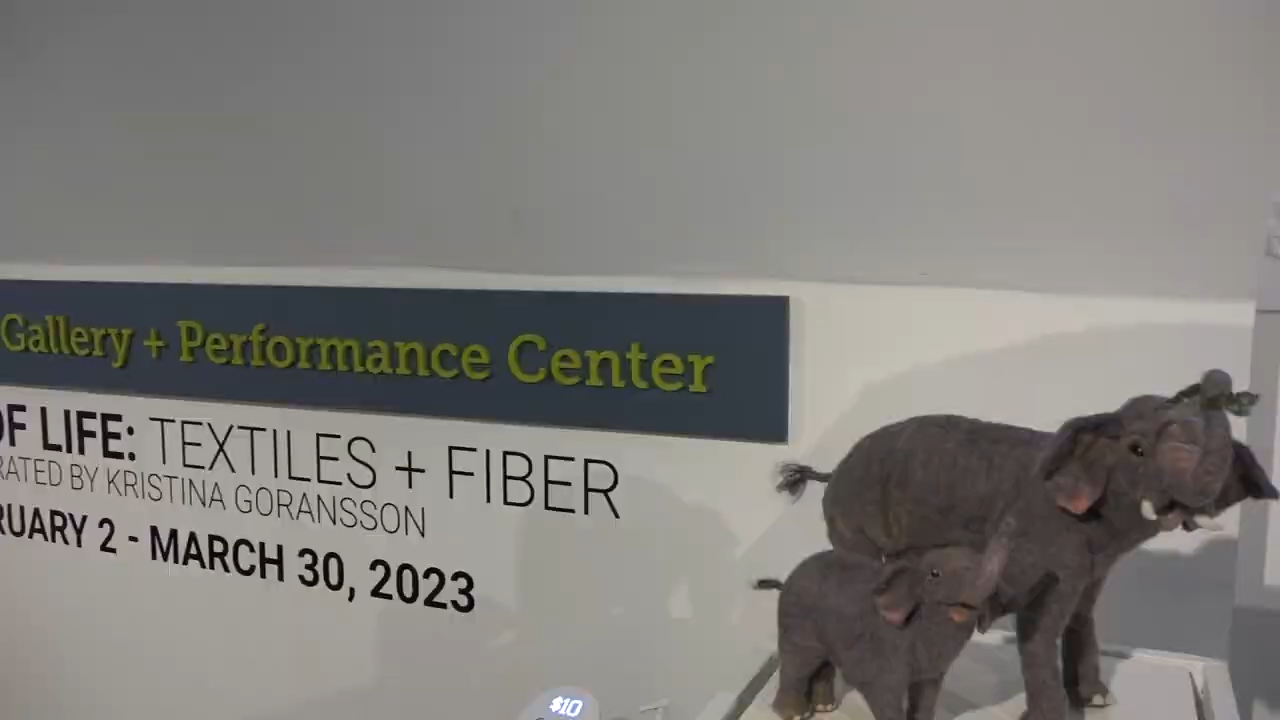 Gallery + Performance Center
OF LIFE: TEXTILES + FIBER
RATED BY KRISTINA GORANSSON
RUARY 2 - MARCH 30, 2023
$10